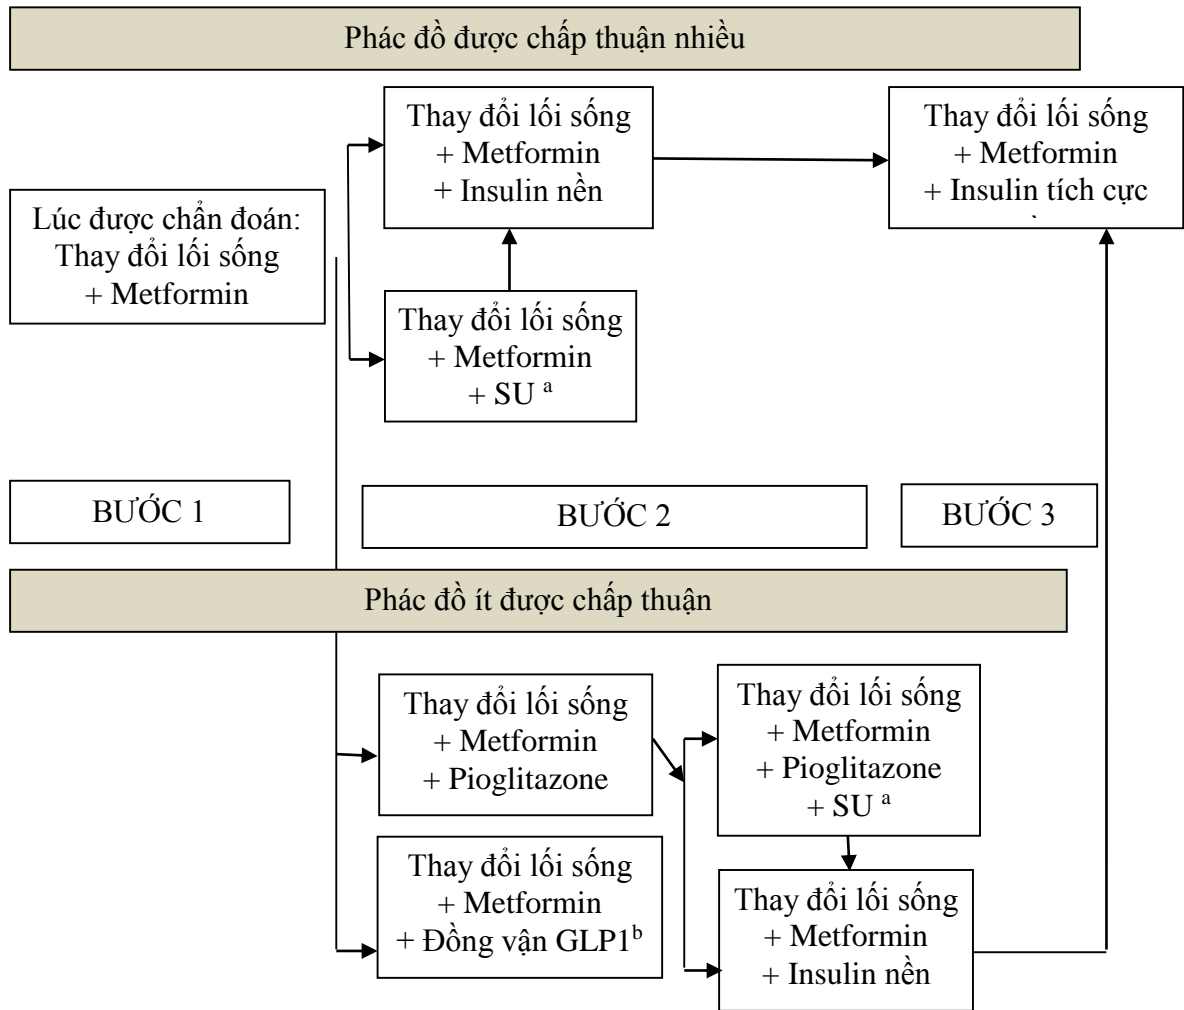 Phác đồ được chấp thuận nhiều
Thay đổi lối sống
+ Metformin
+ Insulin nền
Thay đổi lối sống
+ Metformin
+ Insulin tích cực
Lúc được chẩn đoán:
Thay đổi lối sống
+ Metformin
Thay đổi lối sống
+ Metformin
+ SU ᵃ
BƯỚC 1
BƯỚC 2
BƯỚC 3
Phác đồ ít được chấp thuận
Thay đổi lối sống
+ Metformin
+ Pioglitazone
Thay đổi lối sống
+ Metformin
+ Pioglitazone
+ SU ᵃ
Thay đổi lối sống
+ Metformin
+ Đồng vận GLP1ᵇ
Thay đổi lối sống
+ Metformin
+ Insulin nền